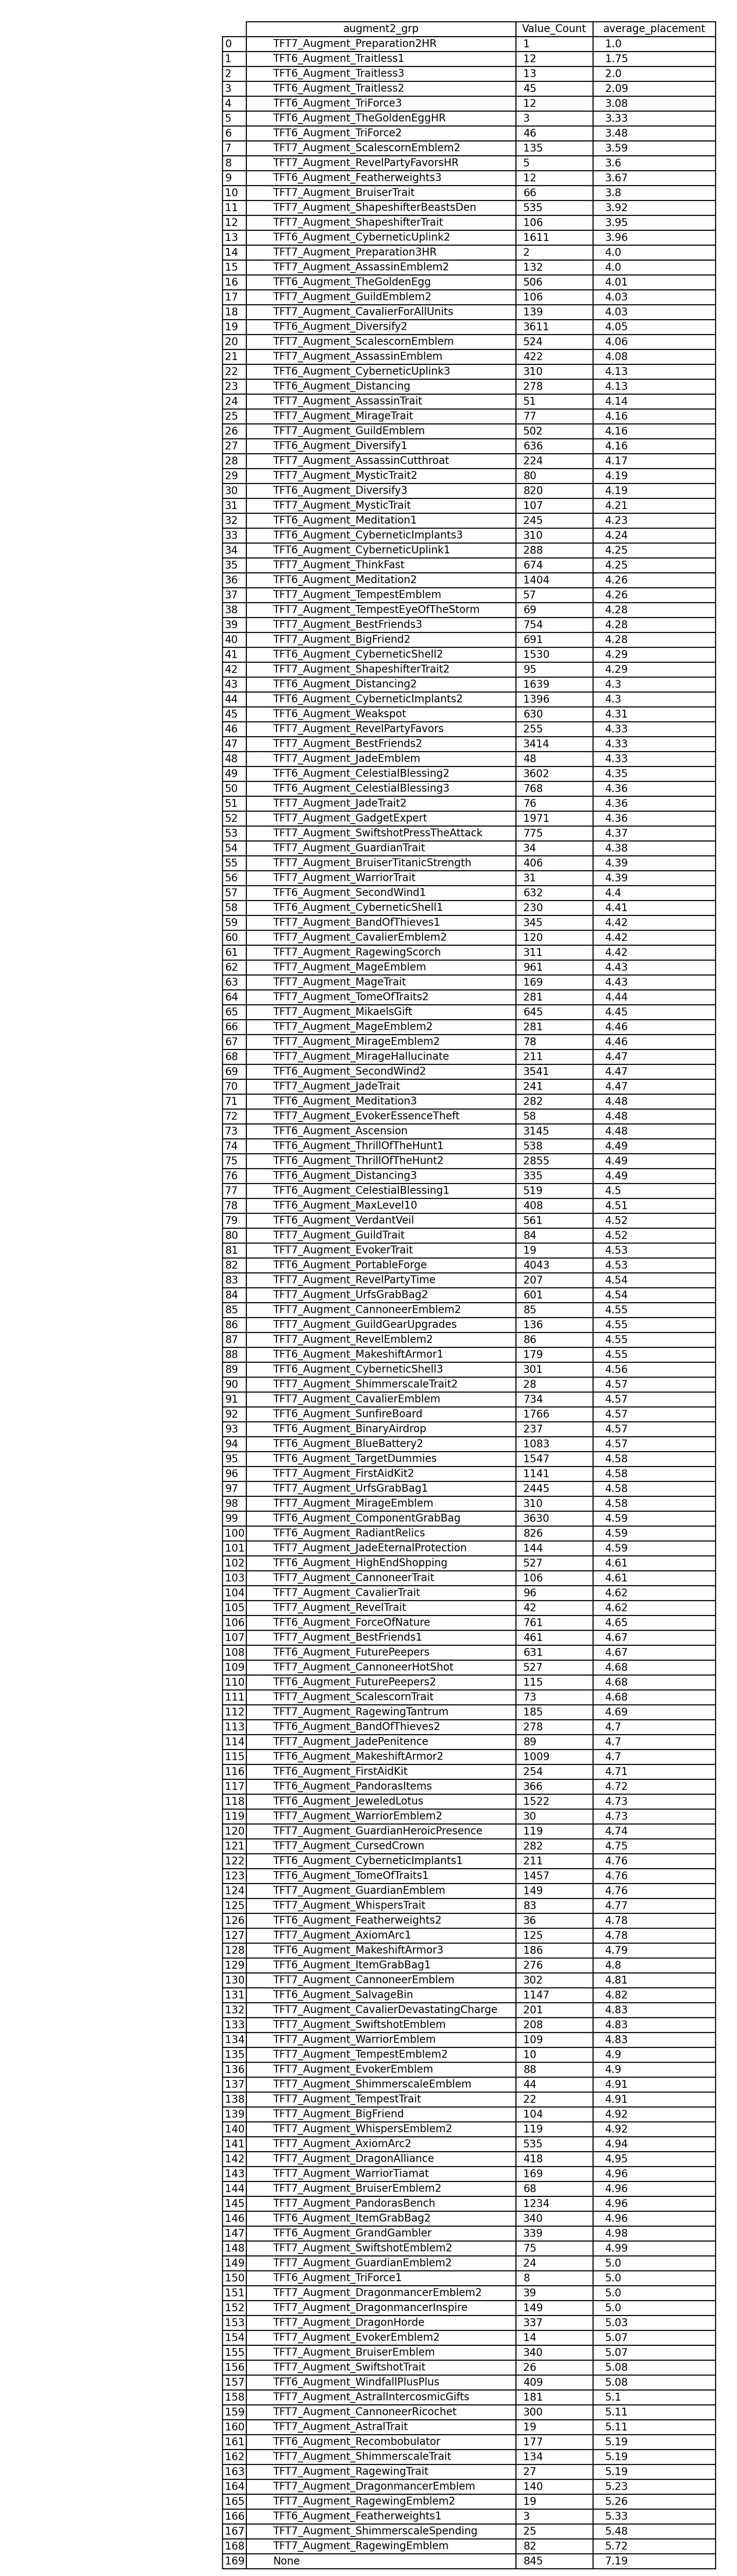 augment2_grp Value_Count average_placement
0 TFT7_Augment_Preparation2HR 1 1.0
1 TFT6_Augment_Traitless1 12 1.75
2 TFT6_Augment_Traitless3 13 2.0
3 TFT6_Augment_Traitless2 45 2.09
4 TFT6_Augment_TriForce3 12 3.08
5 TFT6_Augment_TheGoldenEggHR 3 3.33
6 TFT6_Augment_TriForce2 46 3.48
7 TFT7_Augment_ScalescornEmblem2 135 3.59
8 TFT7_Augment_RevelPartyFavorsHR 5 3.6
9 TFT6_Augment_Featherweights3 12 3.67
10 TFT7_Augment_BruiserTrait 66 3.8
11 TFT7_Augment_ShapeshifterBeastsDen 535 3.92
12 TFT7_Augment_ShapeshifterTrait 106 3.95
13 TFT6_Augment_CyberneticUplink2 1611 3.96
14 TFT7_Augment_Preparation3HR 2 4.0
15 TFT7_Augment_AssassinEmblem2 132 4.0
16 TFT6_Augment_TheGoldenEgg 506 4.01
17 TFT7_Augment_GuildEmblem2 106 4.03
18 TFT7_Augment_CavalierForAllUnits 139 4.03
19 TFT6_Augment_Diversify2 3611 4.05
20 TFT7_Augment_ScalescornEmblem 524 4.06
21 TFT7_Augment_AssassinEmblem 422 4.08
22 TFT6_Augment_CyberneticUplink3 310 4.13
23 TFT6_Augment_Distancing 278 4.13
24 TFT7_Augment_AssassinTrait 51 4.14
25 TFT7_Augment_MirageTrait 77 4.16
26 TFT7_Augment_GuildEmblem 502 4.16
27 TFT6_Augment_Diversify1 636 4.16
28 TFT7_Augment_AssassinCutthroat 224 4.17
29 TFT7_Augment_MysticTrait2 80 4.19
30 TFT6_Augment_Diversify3 820 4.19
31 TFT7_Augment_MysticTrait 107 4.21
32 TFT6_Augment_Meditation1 245 4.23
33 TFT6_Augment_CyberneticImplants3 310 4.24
34 TFT6_Augment_CyberneticUplink1 288 4.25
35 TFT7_Augment_ThinkFast 674 4.25
36 TFT6_Augment_Meditation2 1404 4.26
37 TFT7_Augment_TempestEmblem 57 4.26
38 TFT7_Augment_TempestEyeOfTheStorm 69 4.28
39 TFT7_Augment_BestFriends3 754 4.28
40 TFT7_Augment_BigFriend2 691 4.28
41 TFT6_Augment_CyberneticShell2 1530 4.29
42 TFT7_Augment_ShapeshifterTrait2 95 4.29
43 TFT6_Augment_Distancing2 1639 4.3
44 TFT6_Augment_CyberneticImplants2 1396 4.3
45 TFT6_Augment_Weakspot 630 4.31
46 TFT7_Augment_RevelPartyFavors 255 4.33
47 TFT7_Augment_BestFriends2 3414 4.33
48 TFT7_Augment_JadeEmblem 48 4.33
49 TFT6_Augment_CelestialBlessing2 3602 4.35
50 TFT6_Augment_CelestialBlessing3 768 4.36
51 TFT7_Augment_JadeTrait2 76 4.36
52 TFT7_Augment_GadgetExpert 1971 4.36
53 TFT7_Augment_SwiftshotPressTheAttack 775 4.37
54 TFT7_Augment_GuardianTrait 34 4.38
55 TFT7_Augment_BruiserTitanicStrength 406 4.39
56 TFT7_Augment_WarriorTrait 31 4.39
57 TFT6_Augment_SecondWind1 632 4.4
58 TFT6_Augment_CyberneticShell1 230 4.41
59 TFT7_Augment_BandOfThieves1 345 4.42
60 TFT7_Augment_CavalierEmblem2 120 4.42
61 TFT7_Augment_RagewingScorch 311 4.42
62 TFT7_Augment_MageEmblem 961 4.43
63 TFT7_Augment_MageTrait 169 4.43
64 TFT6_Augment_TomeOfTraits2 281 4.44
65 TFT7_Augment_MikaelsGift 645 4.45
66 TFT7_Augment_MageEmblem2 281 4.46
67 TFT7_Augment_MirageEmblem2 78 4.46
68 TFT7_Augment_MirageHallucinate 211 4.47
69 TFT6_Augment_SecondWind2 3541 4.47
70 TFT7_Augment_JadeTrait 241 4.47
71 TFT6_Augment_Meditation3 282 4.48
72 TFT7_Augment_EvokerEssenceTheft 58 4.48
73 TFT6_Augment_Ascension 3145 4.48
74 TFT6_Augment_ThrillOfTheHunt1 538 4.49
75 TFT6_Augment_ThrillOfTheHunt2 2855 4.49
76 TFT6_Augment_Distancing3 335 4.49
77 TFT6_Augment_CelestialBlessing1 519 4.5
78 TFT7_Augment_MaxLevel10 408 4.51
79 TFT6_Augment_VerdantVeil 561 4.52
80 TFT7_Augment_GuildTrait 84 4.52
81 TFT7_Augment_EvokerTrait 19 4.53
82 TFT6_Augment_PortableForge 4043 4.53
83 TFT7_Augment_RevelPartyTime 207 4.54
84 TFT7_Augment_UrfsGrabBag2 601 4.54
85 TFT7_Augment_CannoneerEmblem2 85 4.55
86 TFT7_Augment_GuildGearUpgrades 136 4.55
87 TFT7_Augment_RevelEmblem2 86 4.55
88 TFT6_Augment_MakeshiftArmor1 179 4.55
89 TFT6_Augment_CyberneticShell3 301 4.56
90 TFT7_Augment_ShimmerscaleTrait2 28 4.57
91 TFT7_Augment_CavalierEmblem 734 4.57
92 TFT6_Augment_SunfireBoard 1766 4.57
93 TFT6_Augment_BinaryAirdrop 237 4.57
94 TFT6_Augment_BlueBattery2 1083 4.57
95 TFT6_Augment_TargetDummies 1547 4.58
96 TFT7_Augment_FirstAidKit2 1141 4.58
97 TFT7_Augment_UrfsGrabBag1 2445 4.58
98 TFT7_Augment_MirageEmblem 310 4.58
99 TFT6_Augment_ComponentGrabBag 3630 4.59
100 TFT6_Augment_RadiantRelics 826 4.59
101 TFT7_Augment_JadeEternalProtection 144 4.59
102 TFT6_Augment_HighEndShopping 527 4.61
103 TFT7_Augment_CannoneerTrait 106 4.61
104 TFT7_Augment_CavalierTrait 96 4.62
105 TFT7_Augment_RevelTrait 42 4.62
106 TFT6_Augment_ForceOfNature 761 4.65
107 TFT7_Augment_BestFriends1 461 4.67
108 TFT6_Augment_FuturePeepers 631 4.67
109 TFT7_Augment_CannoneerHotShot 527 4.68
110 TFT6_Augment_FuturePeepers2 115 4.68
111 TFT7_Augment_ScalescornTrait 73 4.68
112 TFT7_Augment_RagewingTantrum 185 4.69
113 TFT6_Augment_BandOfThieves2 278 4.7
114 TFT7_Augment_JadePenitence 89 4.7
115 TFT6_Augment_MakeshiftArmor2 1009 4.7
116 TFT6_Augment_FirstAidKit 254 4.71
117 TFT6_Augment_PandorasItems 366 4.72
118 TFT6_Augment_JeweledLotus 1522 4.73
119 TFT7_Augment_WarriorEmblem2 30 4.73
120 TFT7_Augment_GuardianHeroicPresence 119 4.74
121 TFT7_Augment_CursedCrown 282 4.75
122 TFT6_Augment_CyberneticImplants1 211 4.76
123 TFT6_Augment_TomeOfTraits1 1457 4.76
124 TFT7_Augment_GuardianEmblem 149 4.76
125 TFT7_Augment_WhispersTrait 83 4.77
126 TFT6_Augment_Featherweights2 36 4.78
127 TFT7_Augment_AxiomArc1 125 4.78
128 TFT6_Augment_MakeshiftArmor3 186 4.79
129 TFT6_Augment_ItemGrabBag1 276 4.8
130 TFT7_Augment_CannoneerEmblem 302 4.81
131 TFT6_Augment_SalvageBin 1147 4.82
132 TFT7_Augment_CavalierDevastatingCharge 201 4.83
133 TFT7_Augment_SwiftshotEmblem 208 4.83
134 TFT7_Augment_WarriorEmblem 109 4.83
135 TFT7_Augment_TempestEmblem2 10 4.9
136 TFT7_Augment_EvokerEmblem 88 4.9
137 TFT7_Augment_ShimmerscaleEmblem 44 4.91
138 TFT7_Augment_TempestTrait 22 4.91
139 TFT7_Augment_BigFriend 104 4.92
140 TFT7_Augment_WhispersEmblem2 119 4.92
141 TFT7_Augment_AxiomArc2 535 4.94
142 TFT7_Augment_DragonAlliance 418 4.95
143 TFT7_Augment_WarriorTiamat 169 4.96
144 TFT7_Augment_BruiserEmblem2 68 4.96
145 TFT7_Augment_PandorasBench 1234 4.96
146 TFT6_Augment_ItemGrabBag2 340 4.96
147 TFT6_Augment_GrandGambler 339 4.98
148 TFT7_Augment_SwiftshotEmblem2 75 4.99
149 TFT7_Augment_GuardianEmblem2 24 5.0
150 TFT6_Augment_TriForce1 8 5.0
151 TFT7_Augment_DragonmancerEmblem2 39 5.0
152 TFT7_Augment_DragonmancerInspire 149 5.0
153 TFT7_Augment_DragonHorde 337 5.03
154 TFT7_Augment_EvokerEmblem2 14 5.07
155 TFT7_Augment_BruiserEmblem 340 5.07
156 TFT7_Augment_SwiftshotTrait 26 5.08
157 TFT6_Augment_WindfallPlusPlus 409 5.08
158 TFT7_Augment_AstralIntercosmicGifts 181 5.1
159 TFT7_Augment_CannoneerRicochet 300 5.11
160 TFT7_Augment_AstralTrait 19 5.11
161 TFT6_Augment_Recombobulator 177 5.19
162 TFT7_Augment_ShimmerscaleTrait 134 5.19
163 TFT7_Augment_RagewingTrait 27 5.19
164 TFT7_Augment_DragonmancerEmblem 140 5.23
165 TFT7_Augment_RagewingEmblem2 19 5.26
166 TFT6_Augment_Featherweights1 3 5.33
167 TFT7_Augment_ShimmerscaleSpending 25 5.48
168 TFT7_Augment_RagewingEmblem 82 5.72
169 None 845 7.19